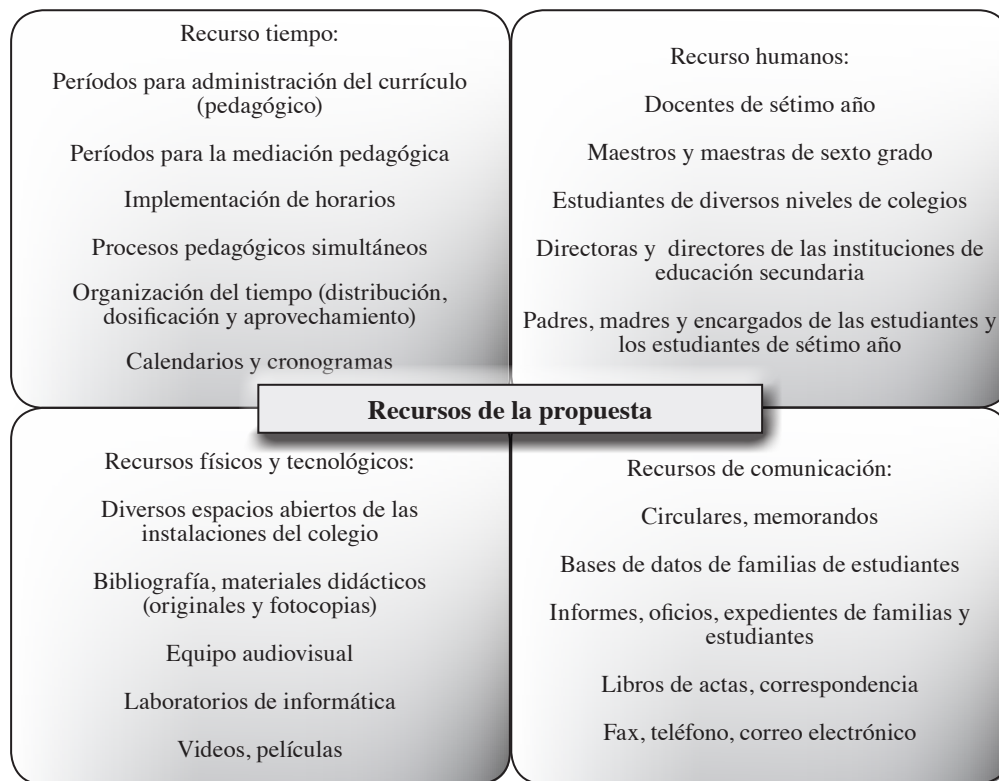 Recurso tiempo:
Períodos para administración del currículo
(pedagógico)
Períodos para la mediación pedagógica
Implementación de horarios
Procesos pedagógicos simultáneos
Organización del tiempo (distribución,
dosificación y aprovechamiento)
Calendarios y cronogramas
Recurso humanos:
Docentes de sétimo año
Maestros y maestras de sexto grado
Estudiantes de diversos niveles de colegios
Directoras y directores de las instituciones de
educación secundaria
Padres, madres y encargados de las estudiantes y
los estudiantes de sétimo año
Recursos de la propuesta
Recursos físicos y tecnológicos:
Diversos espacios abiertos de las
instalaciones del colegio
Bibliografía, materiales didácticos
(originales y fotocopias)
Equipo audiovisual
Laboratorios de informática
Videos, películas
Recursos de comunicación:
Circulares, memorandos
Bases de datos de familias de estudiantes
Informes, oficios, expedientes de familias y
estudiantes
Libros de actas, correspondencia
Fax, teléfono, correo electrónico